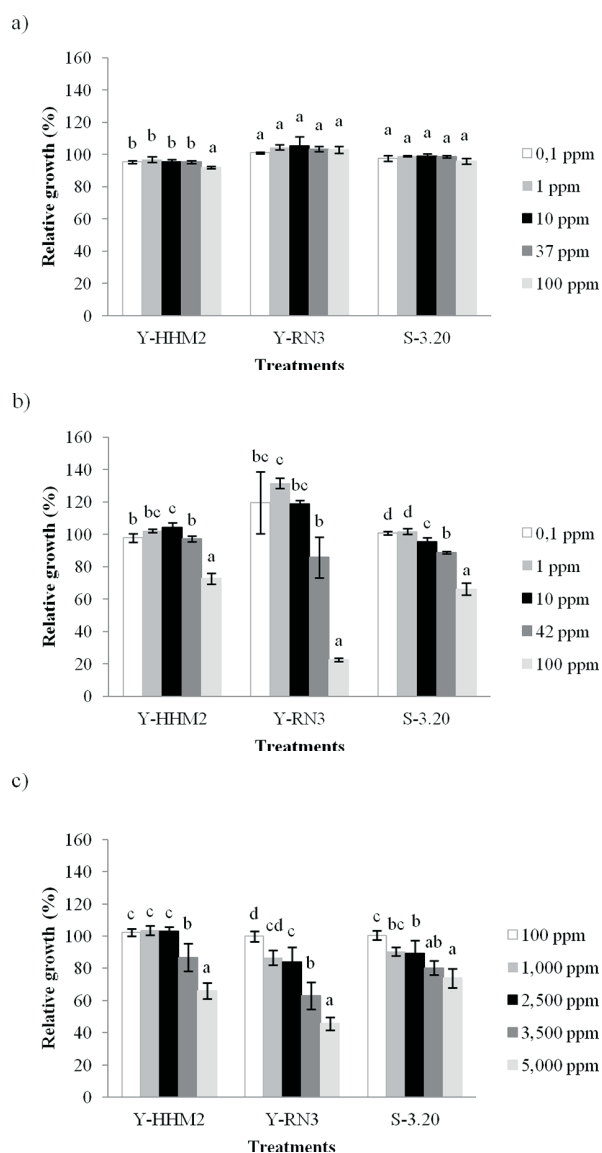 a)
160
140
120
100
80
60
40
20
0
Relative growth (%)
b b b b a
a a a a a
a a a a a
Y-HHM2 Y-RN3 S-3.20
Treatments
0,1 ppm
1 ppm
10 ppm
37 ppm
100 ppm
b)
160
140
120
100
80
60
40
20
0
Relative growth (%)
b bc c b a
bc c bc b a
d d c b a
Y-HHM2 Y-RN3 S-3.20
Treatments
0,1 ppm
1 ppm
10 ppm
42 ppm
100 ppm
c)
160
140
120
100
80
60
40
20
0
Relative growth (%)
c c c b a
d cd c b a
c bc b ab a
Y-HHM2 Y-RN3 S-3.20
Treatments
100 ppm
1,000 ppm
2,500 ppm
3,500 ppm
5,000 ppm